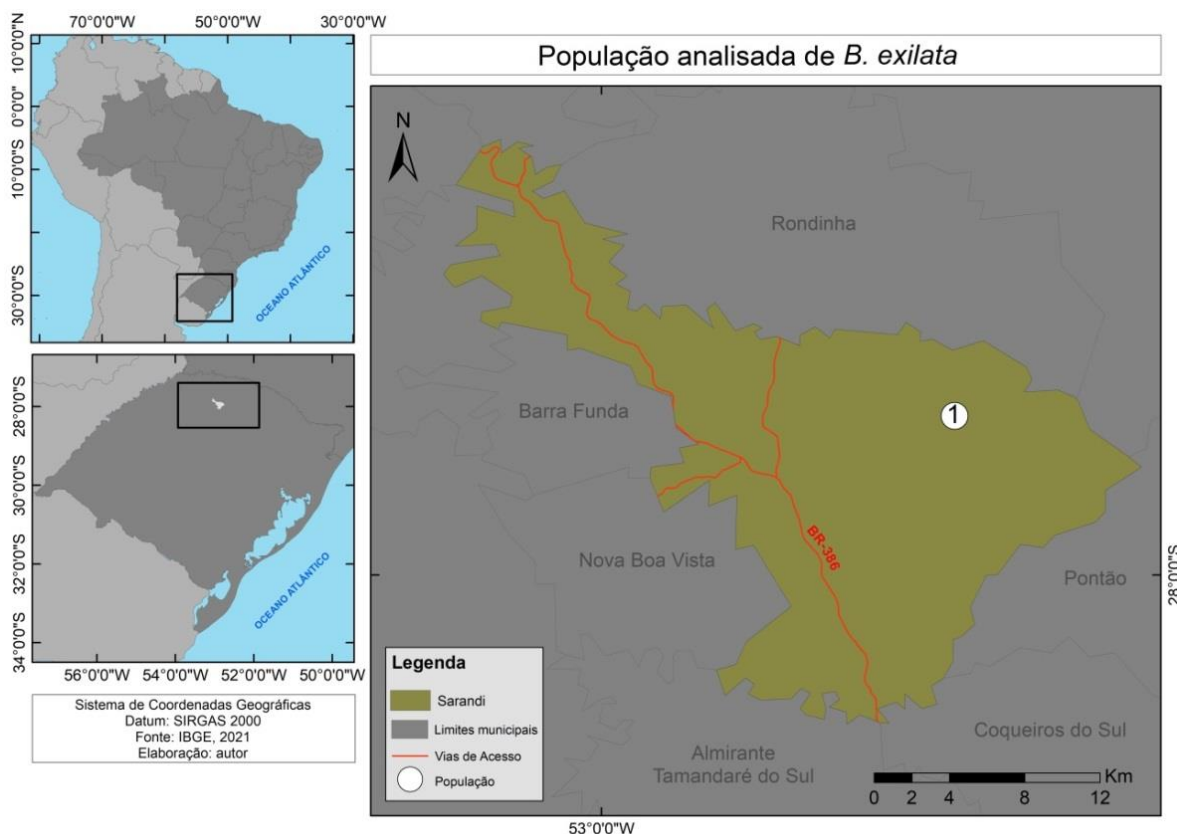 70°0'0"W 50°0'0"W 30°0'0"W
10°0'0"N
0°0'0"
10°0'0"S
30°0'0"S
OCEANO ATLÂNTICO
28°0'0"S
30°0'0"S
32°0'0"S
34°0'0"S
OCEANO ATLÂNTICO
56°0'0"W 54°0'0"W 52°0'0"W 50°0'0"W
Sistema de Coordenadas Geográficas
Datum: SIRGAS 2000
Fonte: IBGE, 2021
Elaboração: autor
População analisada de B. exilata
N
Rondinha
1
Barra Funda
BR-386
Nova Boa Vista
Pontão
28°0'0"S
Legenda
Sarandi
Limites municipais
Vias de Acesso
População
Almirante
Tamandaré do Sul
Coqueiros do Sul
Km
0 2 4 8 12
53°0'0"W